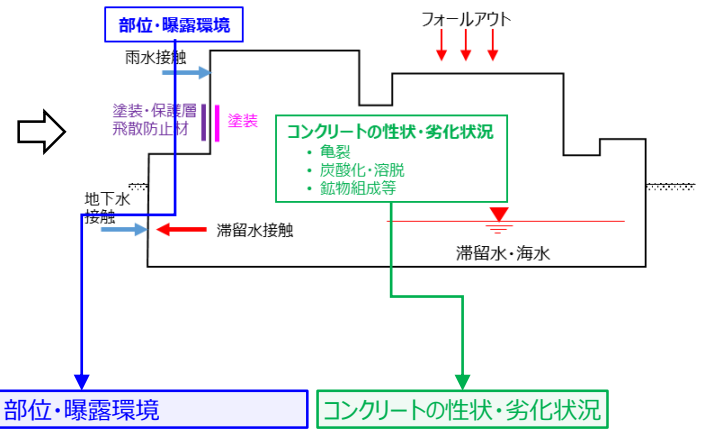 部位・曝露環境
フォールアウト
雨水接触
塗装・保護層
飛散防止材
塗装
コンクリートの性状・劣化状況
• 亀裂
• 炭酸化・溶脱
• 鉱物組成等
地下水
接触
滞留水接触
滞留水・海水
部位・曝露環境
コンクリートの性状・劣化状況